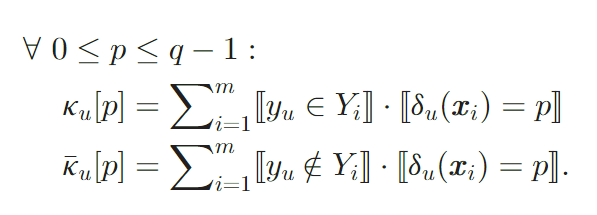 ∀ 0 ≤ p ≤ q − 1 :
κ_u[p] = ∑_{i=1}^{m} ⟦y_u ∈ Y_i⟧ · ⟦δ_u(𝒙_i) = p⟧
κ̄_u[p] = ∑_{i=1}^{m} ⟦y_u ∉ Y_i⟧ · ⟦δ_u(𝒙_i) = p⟧.